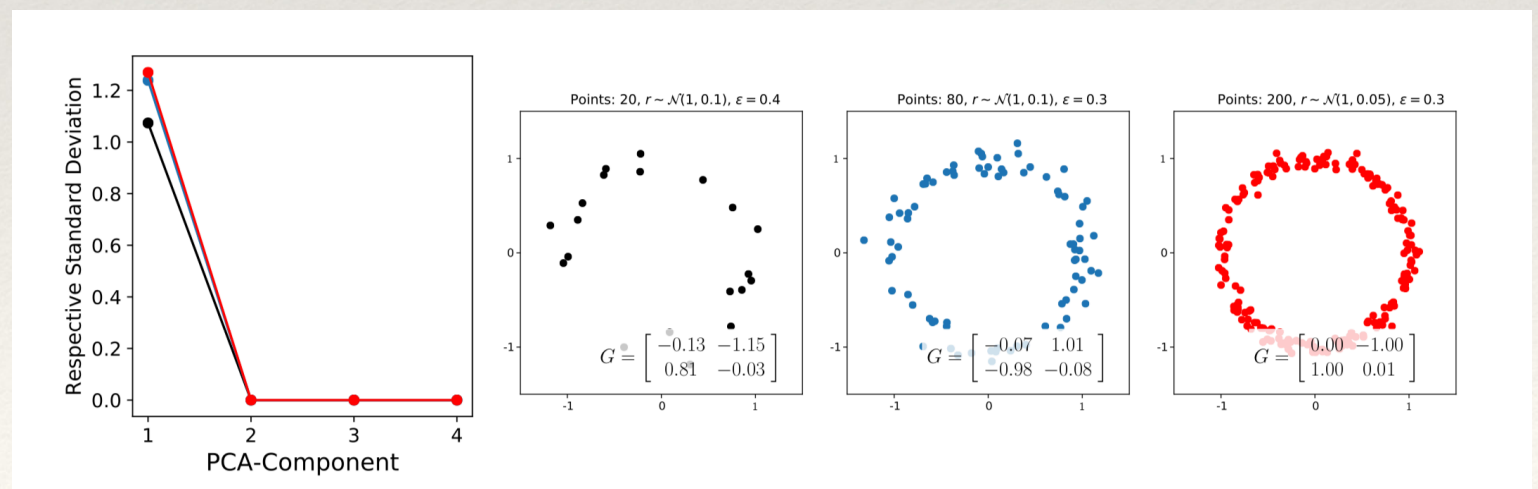 Respective Standard Deviation
1.2
1.0
0.8
0.6
0.4
0.2
0.0
1 2 3 4
PCA-Component
Points: 20, r ~ 𝒩(1, 0.1), ε = 0.4
1
0
-1
G = [ −0.13 −1.15
0.81 −0.03 ]
-1 0 1
Points: 80, r ~ 𝒩(1, 0.1), ε = 0.3
1
0
-1
G = [ −0.07 1.01
−0.98 −0.08 ]
-1 0 1
Points: 200, r ~ 𝒩(1, 0.05), ε = 0.3
1
0
-1
G = [ 0.00 −1.00
1.00 0.01 ]
-1 0 1